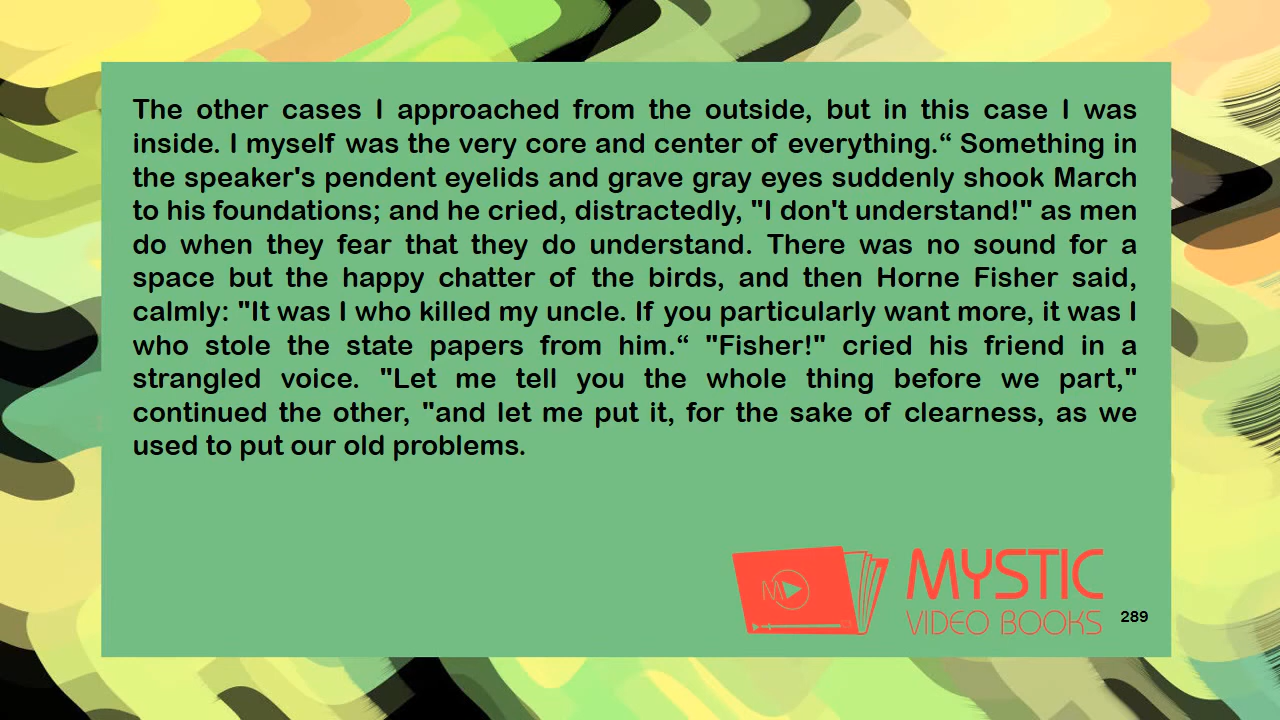 The other cases I approached from the outside, but in this case I was
inside. I myself was the very core and center of everything.“ Something in
the speaker's pendent eyelids and grave gray eyes suddenly shook March
to his foundations; and he cried, distractedly, "I don't understand!" as men
do when they fear that they do understand. There was no sound for a
space but the happy chatter of the birds, and then Horne Fisher said,
calmly: "It was I who killed my uncle. If you particularly want more, it was I
who stole the state papers from him.“ "Fisher!" cried his friend in a
strangled voice. "Let me tell you the whole thing before we part,"
continued the other, "and let me put it, for the sake of clearness, as we
used to put our old problems.
M
MYSTIC
VIDEO BOOKS
289